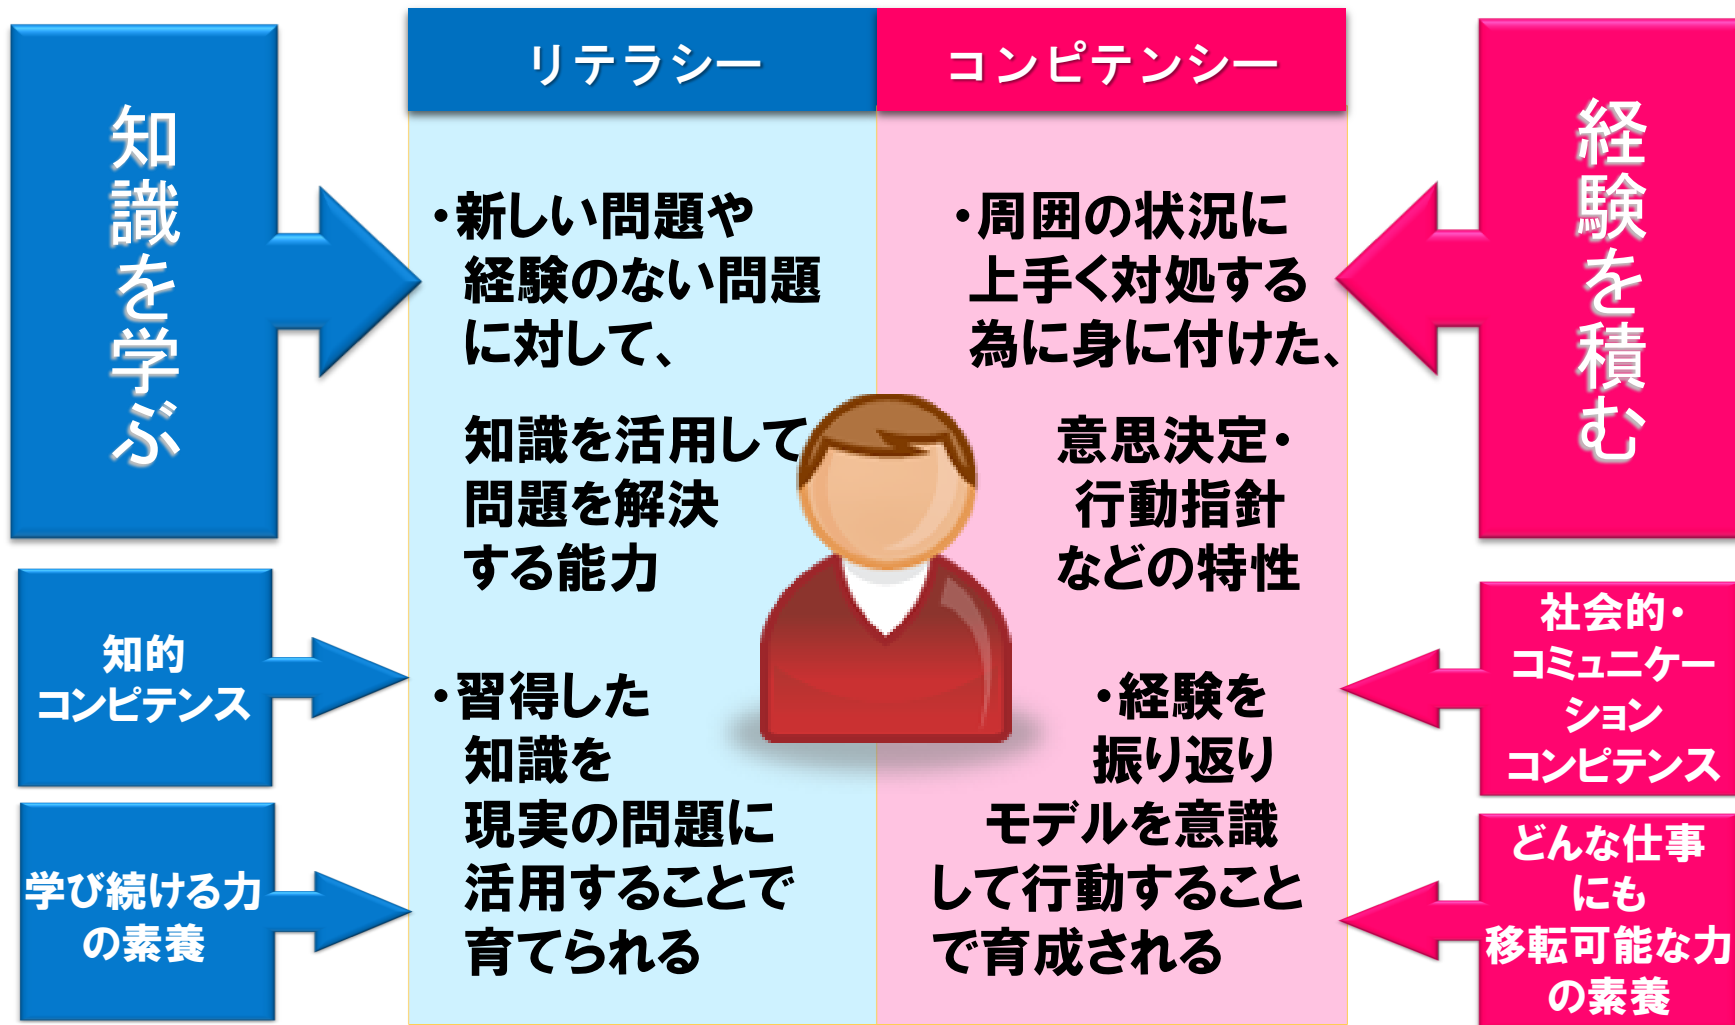 リテラシー
コンピテンシー
知識を学ぶ
・新しい問題や
経験のない問題
に対して、
知識を活用して
問題を解決
する能力
・習得した
知識を
現実の問題に
活用することで
育てられる
・周囲の状況に
上手く対処する
為に身に付けた、
意思決定・
行動指針
などの特性
・経験を
振り返り
モデルを意識
して行動すること
で育成される
経験を積む
知的
コンピテンス
学び続ける力
の素養
社会的・
コミュニケー
ション
コンピテンス
どんな仕事
にも
移転可能な力
の素養